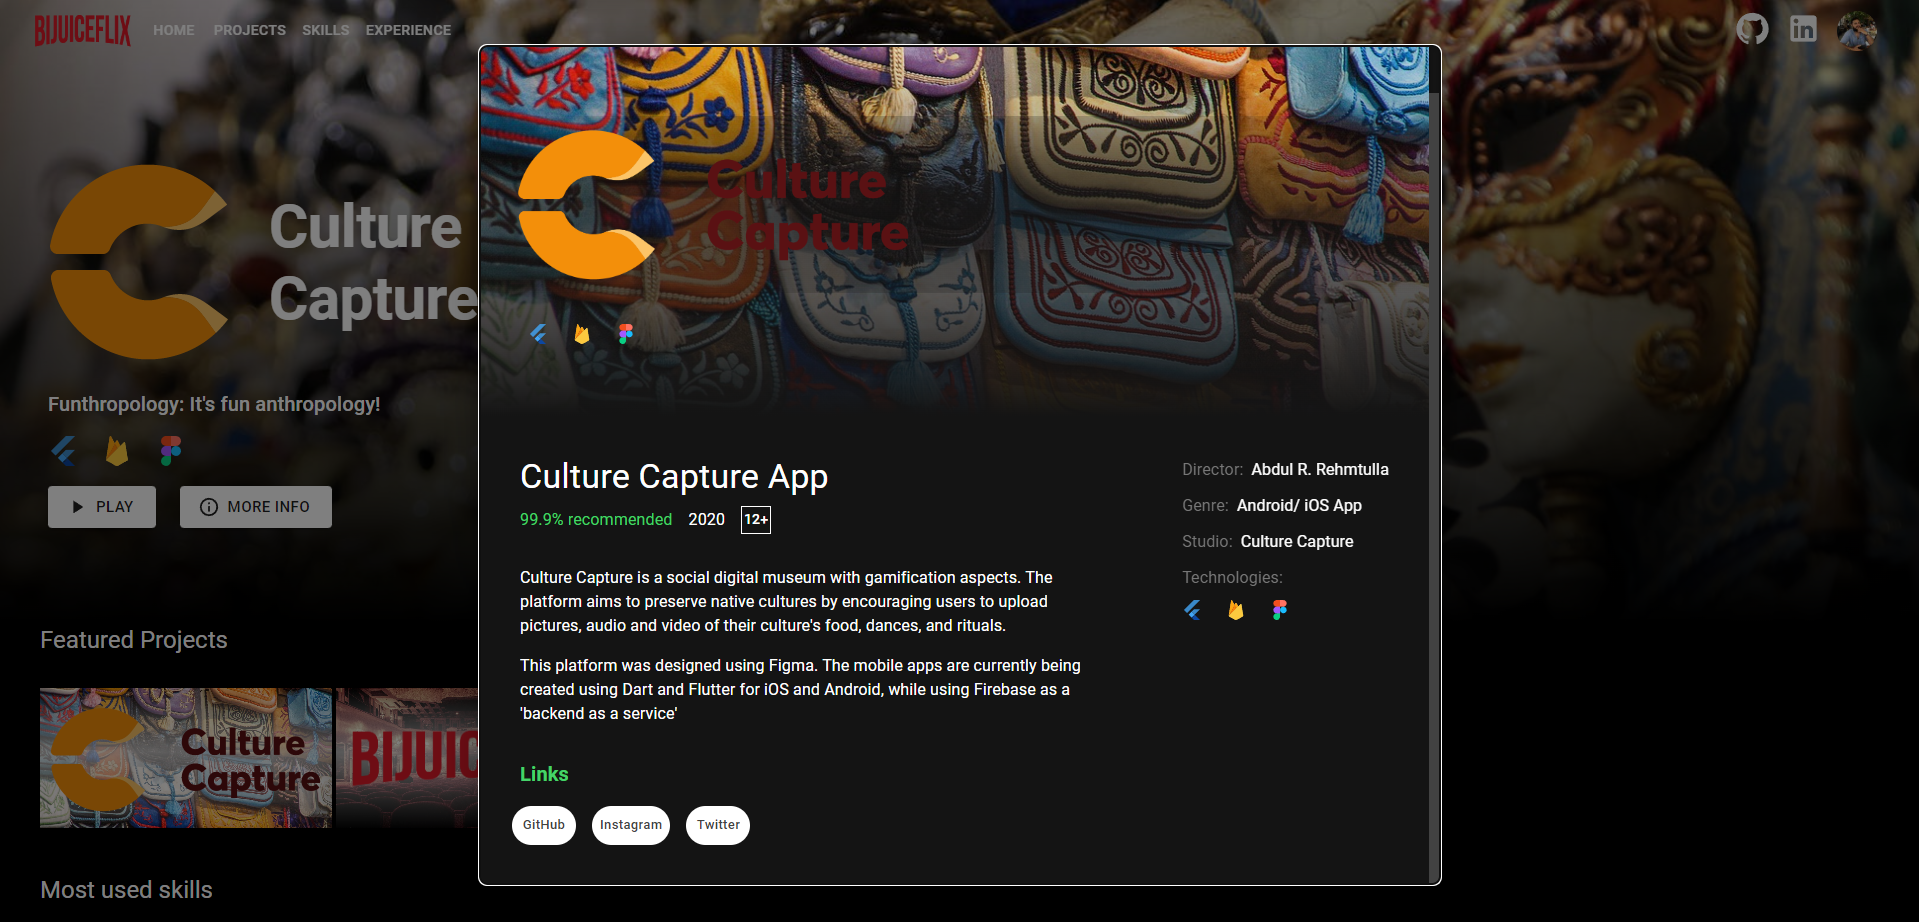 BIJUICEFLIX
HOME
PROJECTS
SKILLS
EXPERIENCE
Culture
Capture
Funthropology: It's fun anthropology!
PLAY
MORE INFO
Featured Projects
Culture
Capture
BIJUIC
Most used skills
Culture
Capture
Culture Capture App
99.9% recommended 2020 12+
Culture Capture is a social digital museum with gamification aspects. The
platform aims to preserve native cultures by encouraging users to upload
pictures, audio and video of their culture's food, dances, and rituals.
This platform was designed using Figma. The mobile apps are currently being
created using Dart and Flutter for iOS and Android, while using Firebase as a
'backend as a service'
Links
GitHub
Instagram
Twitter
Director: Abdul R. Rehmtulla
Genre: Android/ iOS App
Studio: Culture Capture
Technologies: